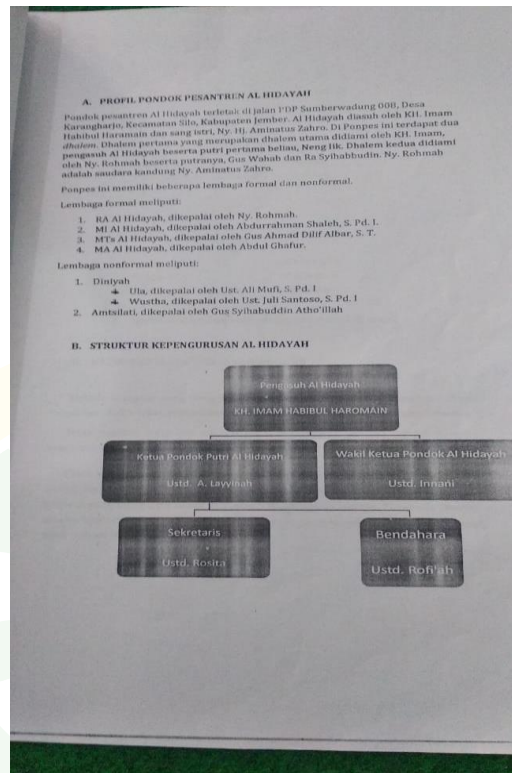 A. PROFIL PONDOK PESANTREN AL HIDAYAH
Pondok pesantren Al Hidayah terletak di jalan PDP Sumberwadung 008, Desa
Karangharjo, Kecamatan Silo, Kabupaten Jember. Al Hidayah diasuh oleh KH. Imam
Habibul Haramain dan sang istri, Ny. Hj. Aminatus Zahro. Di Ponpes ini terdapat dua
dhalem. Dhalem pertama yang merupakan dhalem utama didiami oleh KH. Imam,
pengasuh Al Hidayah beserta putri pertama beliau, Neng Iik. Dhalem kedua didiami
oleh Ny. Rohmah beserta putranya, Gus Wahab dan Ra Syihabbudin. Ny. Rohmah
adalah saudara kandung Ny. Aminatus Zahro.
Ponpes ini memiliki beberapa lembaga formal dan nonformal.
Lembaga formal meliputi:
1. RA Al Hidayah, dikepalai oleh Ny. Rohmah.
2. MI Al Hidayah, dikepalai oleh Abdurrahman Shaleh, S. Pd. I.
3. MTs Al Hidayah, dikepalai oleh Gus Ahmad Dilif Albar, S. T.
4. MA Al Hidayah, dikepalai oleh Abdul Ghafur.
Lembaga nonformal meliputi:
1. Diniyah
Ula, dikepalai oleh Ust. Ali Mufi, S. Pd. I
Wustha, dikepalai oleh Ust. Juli Santoso, S. Pd. I
2. Amtsilati, dikepalai oleh Gus Syihabuddin Atho'illah
B. STRUKTUR KEPENGURUSAN AL HIDAYAH
Pengasuh Al Hidayah
KH. IMAM HABIBUL HAROMAIN
Ketua Pondok Putri Al Hidayah
Ustd. A. Layyinah
Wakil Ketua Pondok Al Hidayah
Ustd. Innani
Sekretaris
Ustd. Rosita
Bendahara
Ustd. Rofi'ah